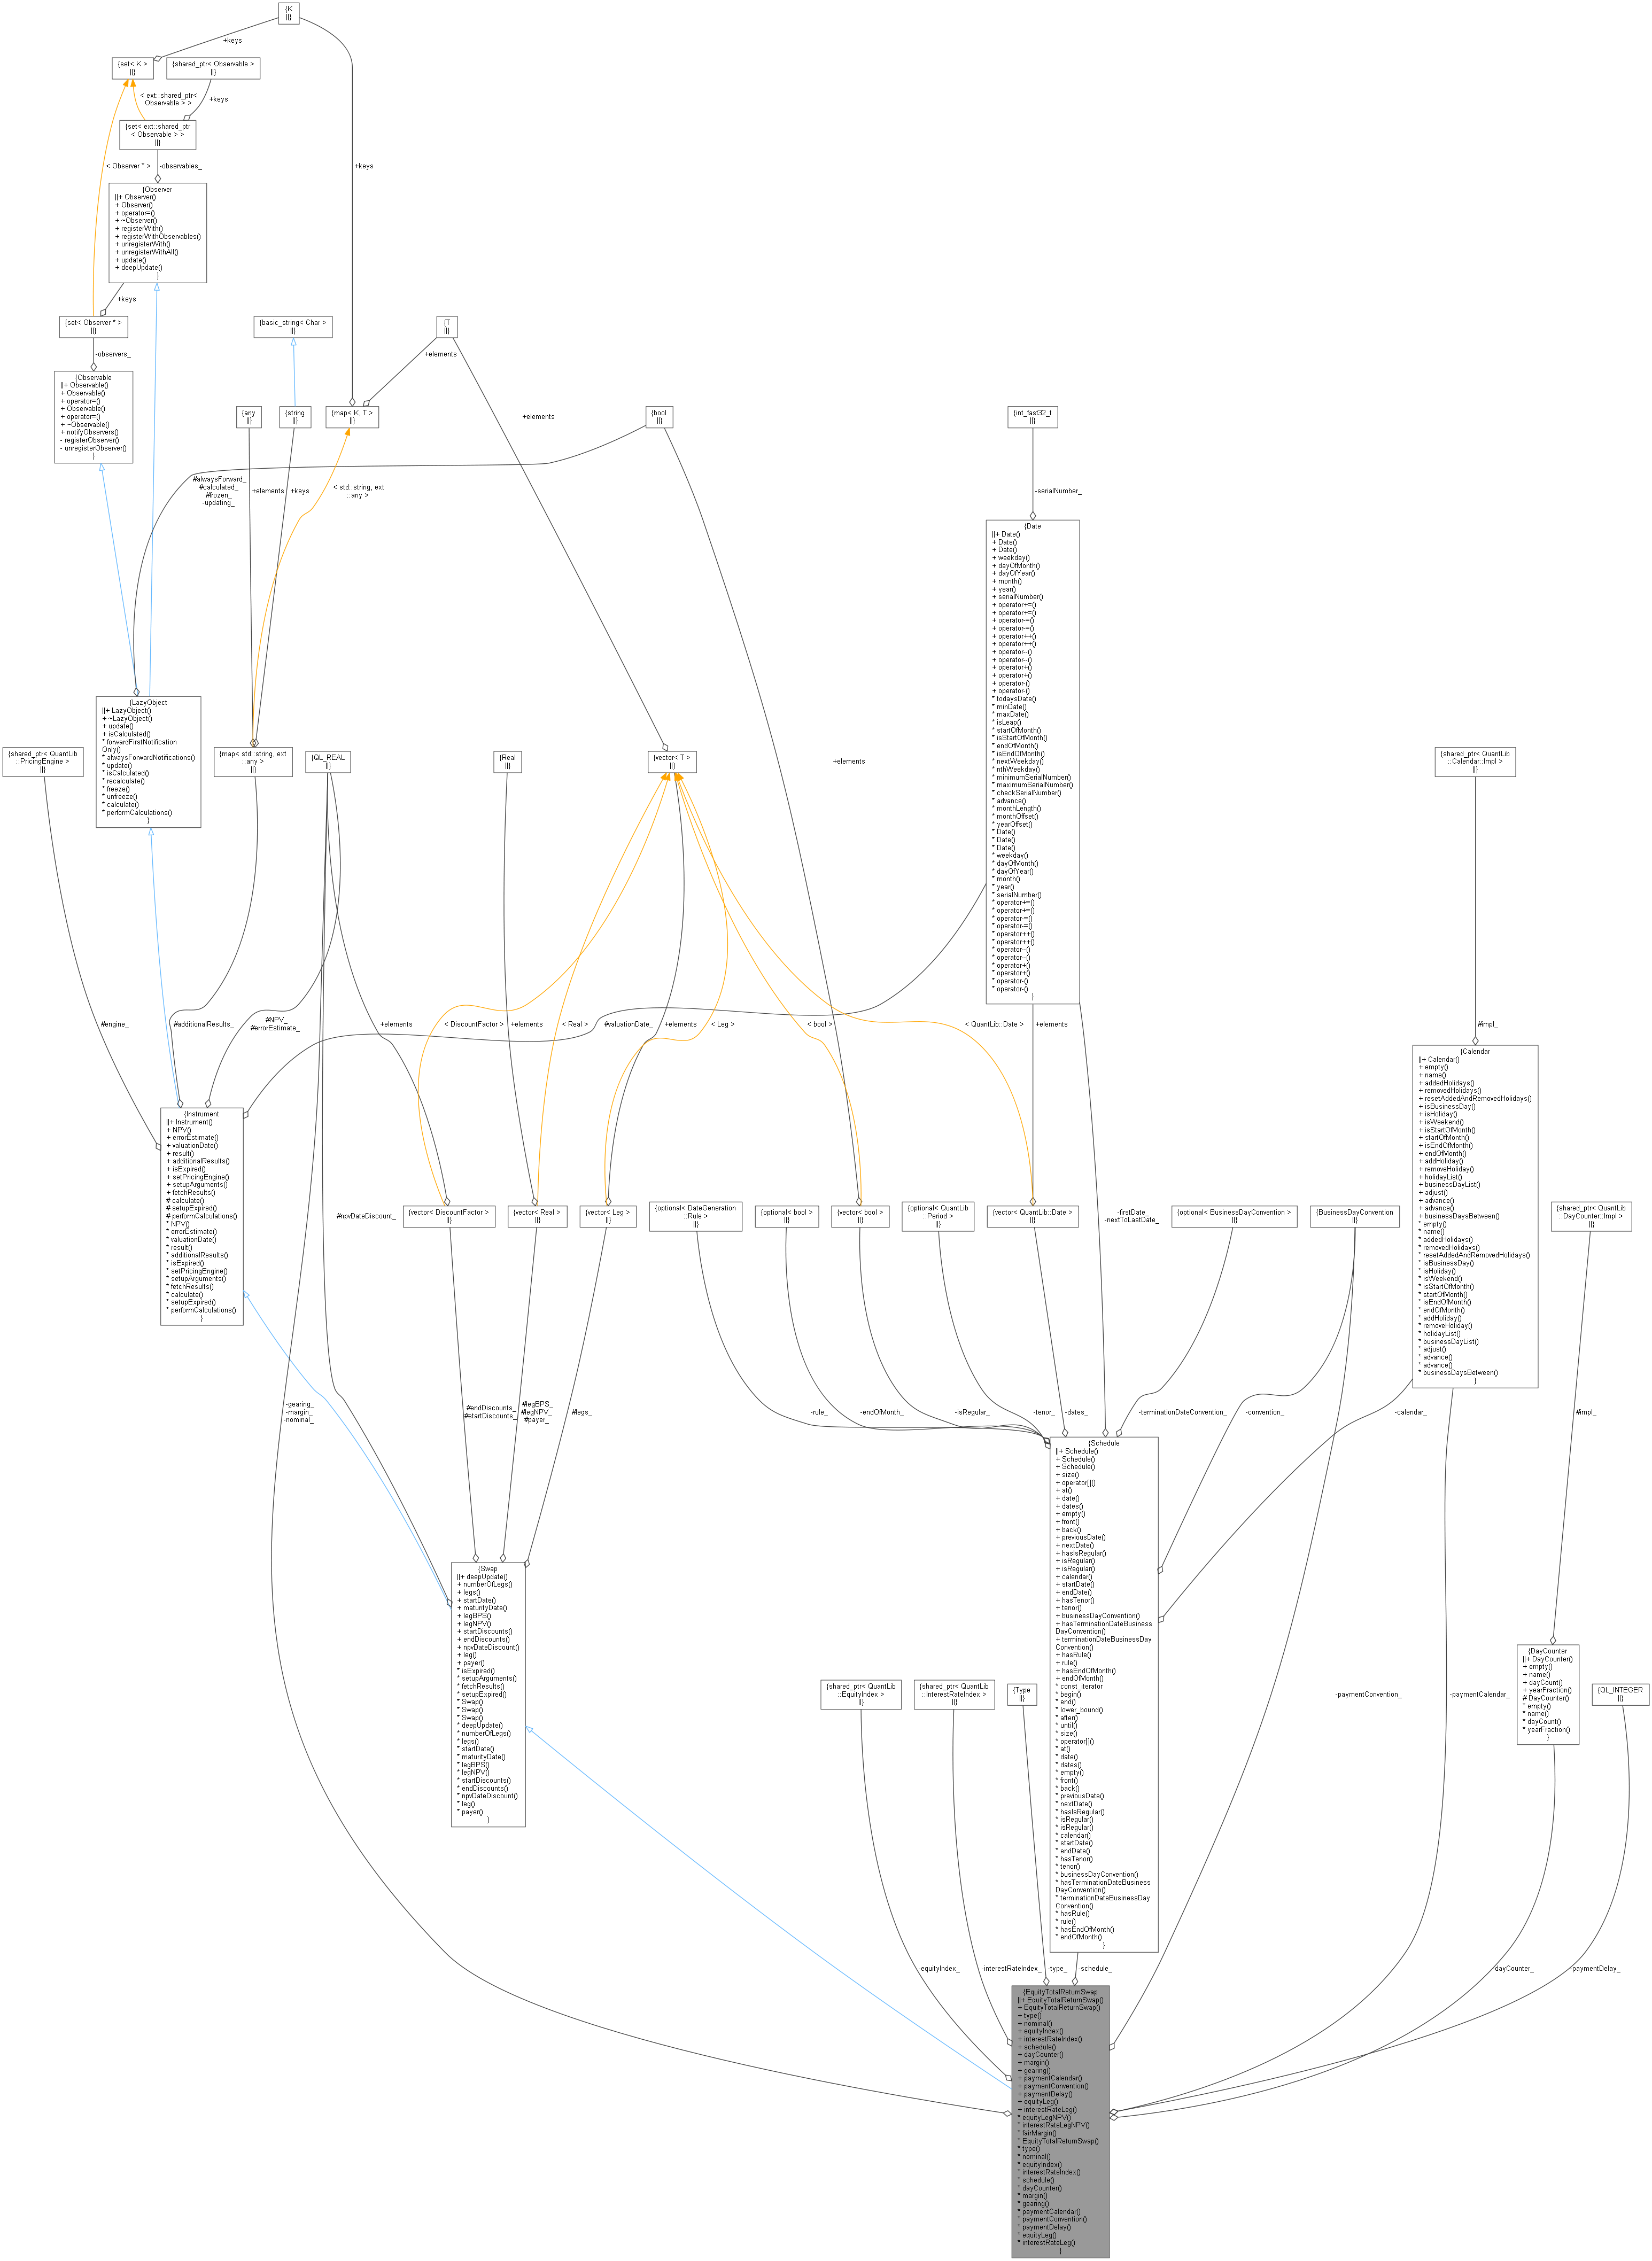 {K
||}
+keys
{set< K >
||}
{shared_ptr< Observable >
||}
< ext::shared_ptr<
Observable > >
+keys
{set< ext::shared_ptr
< Observable > >
||}
< Observer * >
-observables_
+keys
{Observer
||+ Observer()
+ Observer()
+ operator=()
+ ~Observer()
+ registerWith()
+ registerWithObservables()
+ unregisterWith()
+ unregisterWithAll()
+ update()
+ deepUpdate()
}
+keys
{set< Observer * >
||}
{basic_string< Char >
||}
{T
||}
-observers_
+elements
{Observable
||+ Observable()
+ Observable()
+ operator=()
+ Observable()
+ operator=()
+ ~Observable()
+ notifyObservers()
- registerObserver()
- unregisterObserver()
}
{any
||}
{string
||}
{map< K, T >
||}
+elements
{bool
||}
{int_fast32_t
||}
#alwaysForward_
#calculated_
#frozen_
-updating_
+elements
+keys
< std::string, ext
::any >
-serialNumber_
{Date
||+ Date()
+ Date()
+ Date()
+ weekday()
+ dayOfMonth()
+ dayOfYear()
+ month()
+ year()
+ serialNumber()
+ operator+=()
+ operator+=()
+ operator-=()
+ operator-=()
+ operator++()
+ operator++()
+ operator--()
+ operator--()
+ operator+()
+ operator+()
+ operator-()
+ operator-()
* todaysDate()
* minDate()
* maxDate()
* isLeap()
* startOfMonth()
* isStartOfMonth()
* endOfMonth()
* isEndOfMonth()
* nextWeekday()
* nthWeekday()
* minimumSerialNumber()
* maximumSerialNumber()
* checkSerialNumber()
* advance()
* monthLength()
* monthOffset()
* yearOffset()
* Date()
* Date()
* Date()
* weekday()
* dayOfMonth()
* dayOfYear()
* month()
* year()
* serialNumber()
* operator+=()
* operator+=()
* operator-=()
* operator-=()
* operator++()
* operator++()
* operator--()
* operator--()
* operator+()
* operator+()
* operator-()
* operator-()
}
+elements
{LazyObject
||+ LazyObject()
+ ~LazyObject()
+ update()
+ isCalculated()
* forwardFirstNotification
Only()
* alwaysForwardNotifications()
* update()
* isCalculated()
* recalculate()
* freeze()
* unfreeze()
* calculate()
* performCalculations()
}
{shared_ptr< QuantLib
::PricingEngine >
||}
{map< std::string, ext
::any >
||}
{QL_REAL
||}
{Real
||}
{vector< T >
||}
{shared_ptr< QuantLib
::Calendar::Impl >
||}
#engine_
#additionalResults_
#NPV_
#errorEstimate_
+elements
< DiscountFactor >
+elements
< Real >
#valuationDate_
+elements
< Leg >
< bool >
< QuantLib::Date >
+elements
#impl_
{Calendar
||+ Calendar()
+ empty()
+ name()
+ addedHolidays()
+ removedHolidays()
+ resetAddedAndRemovedHolidays()
+ isBusinessDay()
+ isHoliday()
+ isWeekend()
+ isStartOfMonth()
+ startOfMonth()
+ isEndOfMonth()
+ endOfMonth()
+ addHoliday()
+ removeHoliday()
+ holidayList()
+ businessDayList()
+ adjust()
+ advance()
+ advance()
+ businessDaysBetween()
* empty()
* name()
* addedHolidays()
* removedHolidays()
* resetAddedAndRemovedHolidays()
* isBusinessDay()
* isHoliday()
* isWeekend()
* isStartOfMonth()
* startOfMonth()
* isEndOfMonth()
* endOfMonth()
* addHoliday()
* removeHoliday()
* holidayList()
* businessDayList()
* adjust()
* advance()
* advance()
* businessDaysBetween()
}
{Instrument
||+ Instrument()
+ NPV()
+ errorEstimate()
+ valuationDate()
+ result()
+ additionalResults()
+ isExpired()
+ setPricingEngine()
+ setupArguments()
+ fetchResults()
# calculate()
# setupExpired()
# performCalculations()
* NPV()
* errorEstimate()
* valuationDate()
* result()
* additionalResults()
* isExpired()
* setPricingEngine()
* setupArguments()
* fetchResults()
* calculate()
* setupExpired()
* performCalculations()
}
#npvDateDiscount_
{vector< DiscountFactor >
||}
{vector< Real >
||}
{vector< Leg >
||}
{optional< DateGeneration
::Rule >
||}
{optional< bool >
||}
{vector< bool >
||}
{optional< QuantLib
::Period >
||}
{vector< QuantLib::Date >
||}
-firstDate_
-nextToLastDate_
{optional< BusinessDayConvention >
||}
{BusinessDayConvention
||}
{shared_ptr< QuantLib
::DayCounter::Impl >
||}
-gearing_
-margin_
-nominal_
#endDiscounts_
#startDiscounts_
#legBPS_
#legNPV_
#payer_
#legs_
-rule_
-endOfMonth_
-isRegular_
-tenor_
-dates_
-terminationDateConvention_
-convention_
-calendar_
#impl_
{Schedule
||+ Schedule()
+ Schedule()
+ Schedule()
+ size()
+ operator[]()
+ at()
+ date()
+ dates()
+ empty()
+ front()
+ back()
+ previousDate()
+ nextDate()
+ hasIsRegular()
+ isRegular()
+ isRegular()
+ calendar()
+ startDate()
+ endDate()
+ hasTenor()
+ tenor()
+ businessDayConvention()
+ hasTerminationDateBusiness
DayConvention()
+ terminationDateBusinessDay
Convention()
+ hasRule()
+ rule()
+ hasEndOfMonth()
+ endOfMonth()
* const_iterator
* begin()
* end()
* lower_bound()
* after()
* until()
* size()
* operator[]()
* at()
* date()
* dates()
* empty()
* front()
* back()
* previousDate()
* nextDate()
* hasIsRegular()
* isRegular()
* isRegular()
* calendar()
* startDate()
* endDate()
* hasTenor()
* tenor()
* businessDayConvention()
* hasTerminationDateBusiness
DayConvention()
* terminationDateBusinessDay
Convention()
* hasRule()
* rule()
* hasEndOfMonth()
* endOfMonth()
}
{Swap
||+ deepUpdate()
+ numberOfLegs()
+ legs()
+ startDate()
+ maturityDate()
+ legBPS()
+ legNPV()
+ startDiscounts()
+ endDiscounts()
+ npvDateDiscount()
+ leg()
+ payer()
* isExpired()
* setupArguments()
* fetchResults()
* setupExpired()
* Swap()
* Swap()
* Swap()
* deepUpdate()
* numberOfLegs()
* legs()
* startDate()
* maturityDate()
* legBPS()
* legNPV()
* startDiscounts()
* endDiscounts()
* npvDateDiscount()
* leg()
* payer()
}
{shared_ptr< QuantLib
::EquityIndex >
||}
{shared_ptr< QuantLib
::InterestRateIndex >
||}
{Type
||}
-paymentConvention_
-paymentCalendar_
{DayCounter
||+ DayCounter()
+ empty()
+ name()
+ dayCount()
+ yearFraction()
# DayCounter()
* empty()
* name()
* dayCount()
* yearFraction()
}
{QL_INTEGER
||}
-equityIndex_
-interestRateIndex_
-type_
-schedule_
-dayCounter_
-paymentDelay_
{EquityTotalReturnSwap
||+ EquityTotalReturnSwap()
+ EquityTotalReturnSwap()
+ type()
+ nominal()
+ equityIndex()
+ interestRateIndex()
+ schedule()
+ dayCounter()
+ margin()
+ gearing()
+ paymentCalendar()
+ paymentConvention()
+ paymentDelay()
+ equityLeg()
+ interestRateLeg()
* equityLegNPV()
* interestRateLegNPV()
* fairMargin()
* EquityTotalReturnSwap()
* type()
* nominal()
* equityIndex()
* interestRateIndex()
* schedule()
* dayCounter()
* margin()
* gearing()
* paymentCalendar()
* paymentConvention()
* paymentDelay()
* equityLeg()
* interestRateLeg()
}